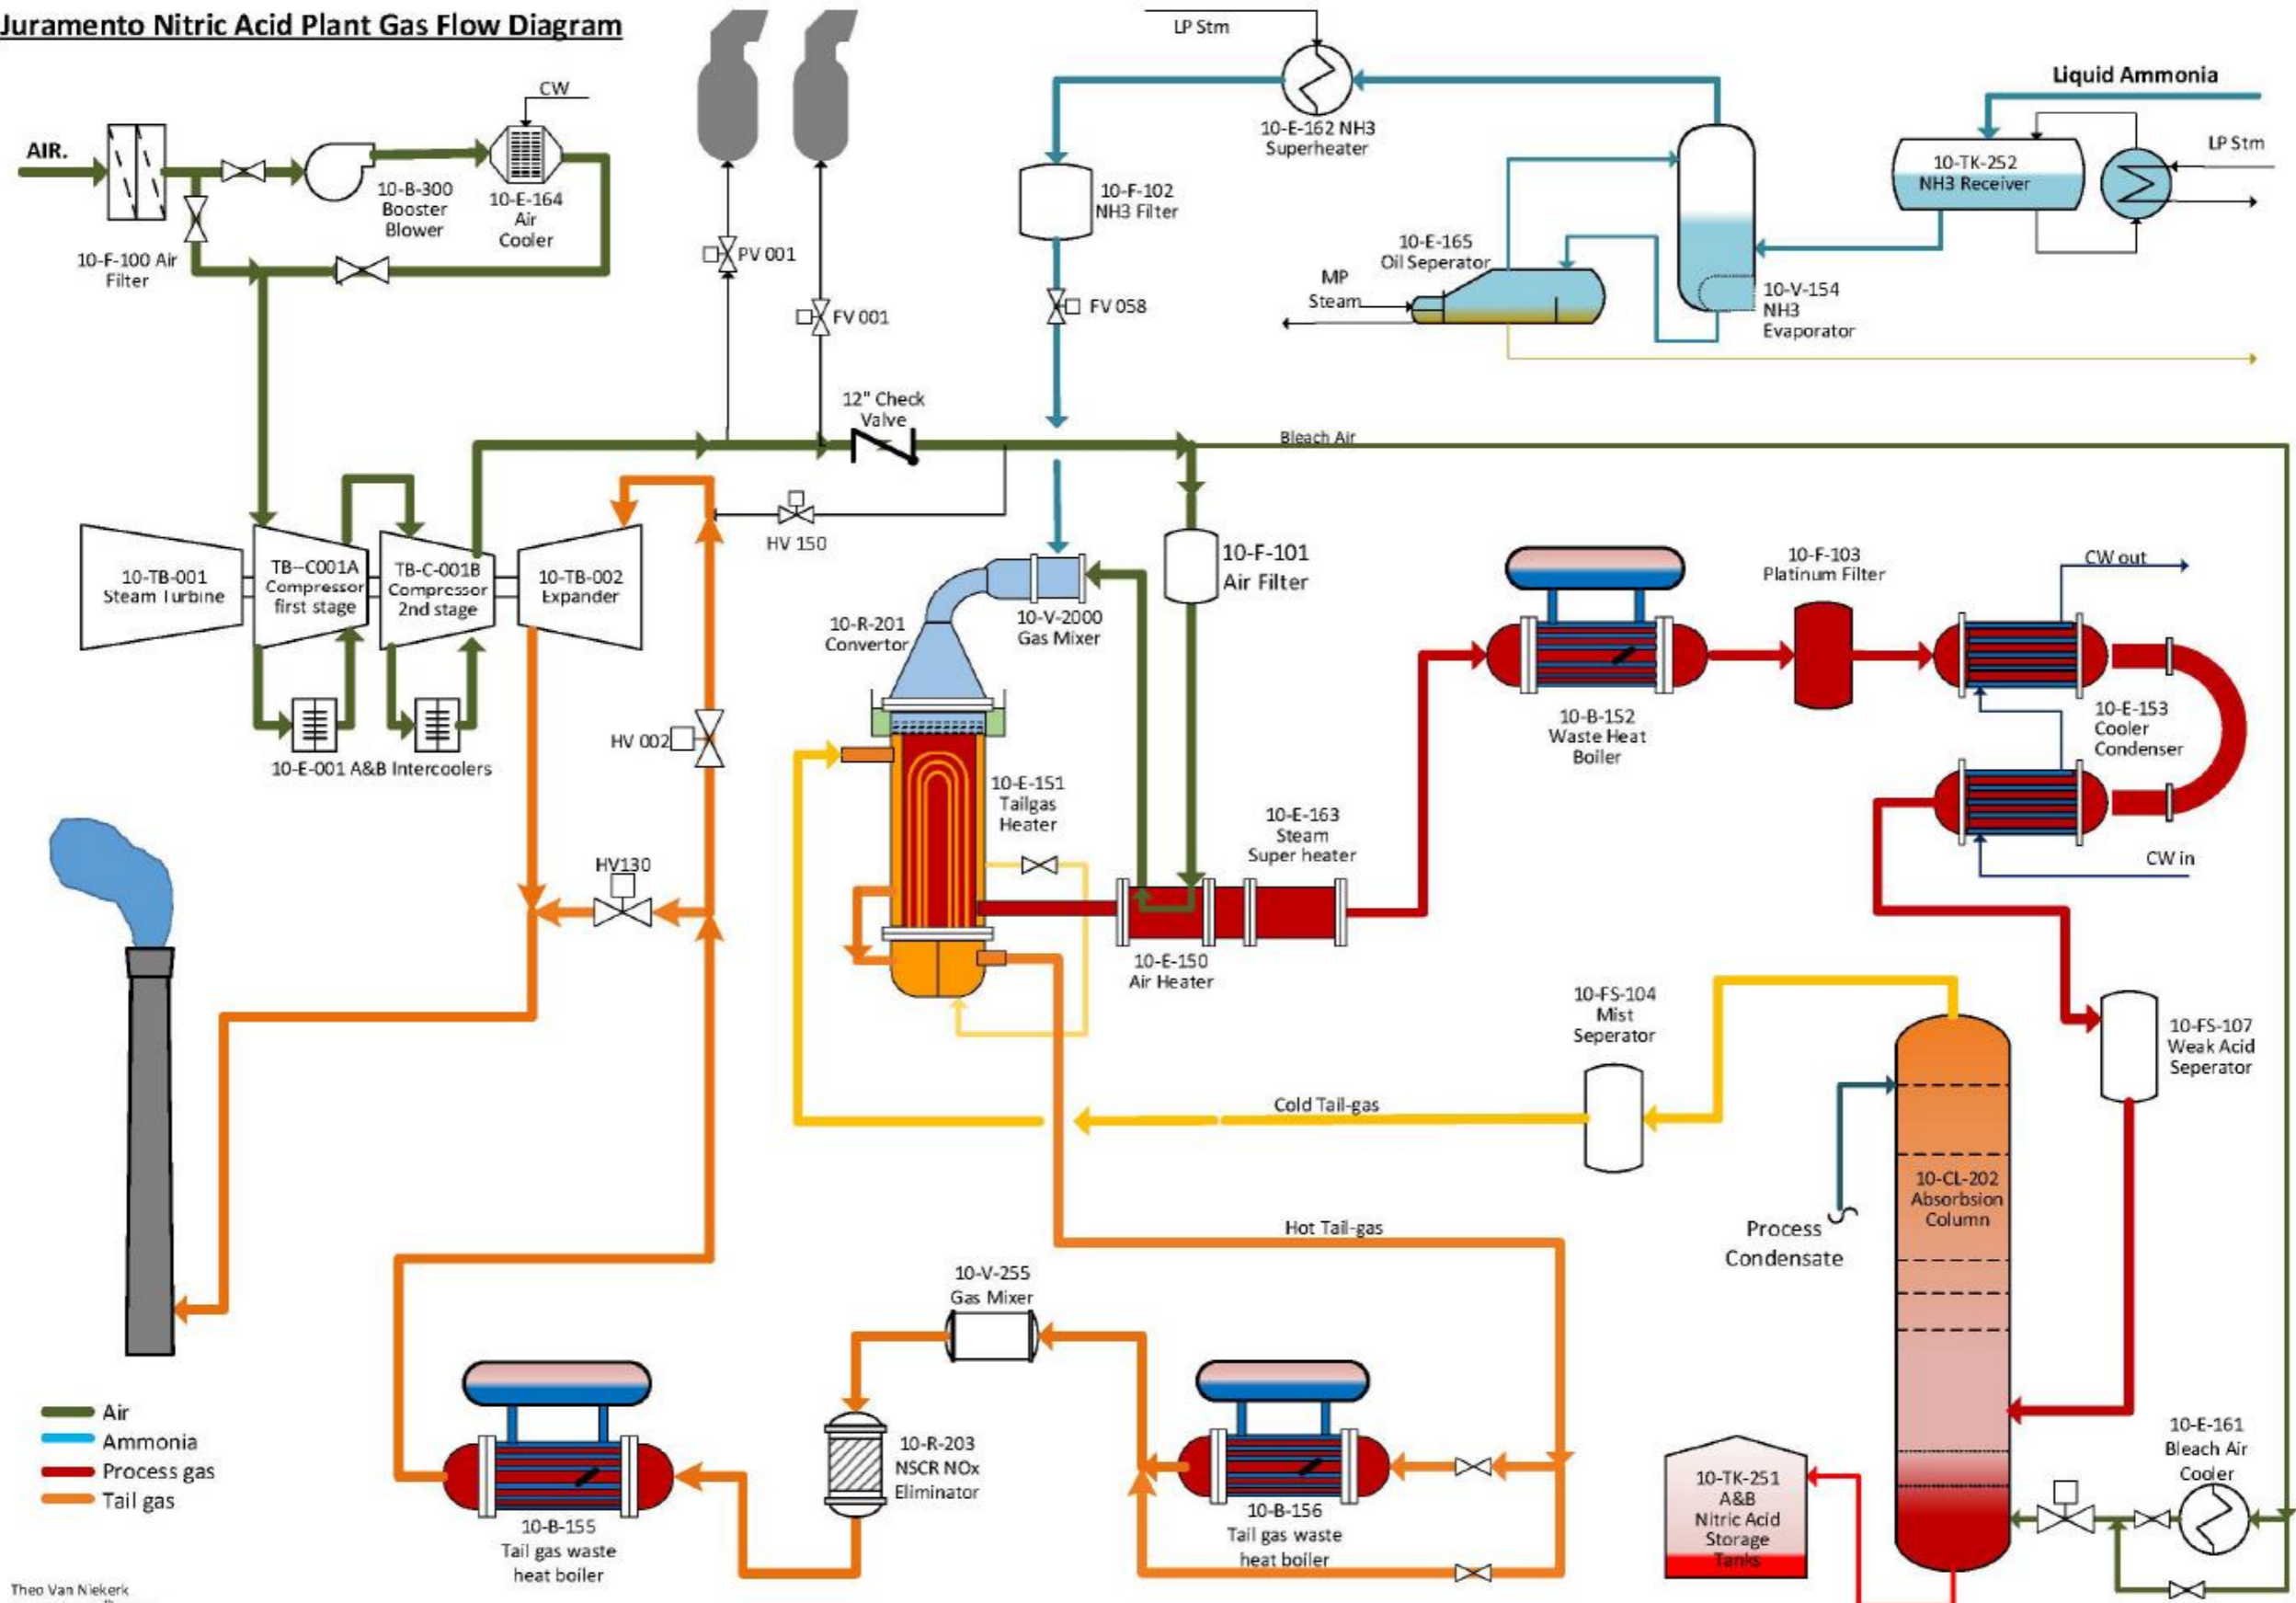 Juramento Nitric Acid Plant Gas Flow Diagram
LP Stm
Liquid Ammonia
CW
AIR.
10-B-300
Booster
Blower
10-E-164
Air
Cooler
10-F-100 Air
Filter
PV 001
FV 001
10-E-162 NH3
Superheater
10-F-102
NH3 Filter
FV 058
10-TK-252
NH3 Receiver
LP Stm
10-E-165
Oil Seperator
MP
Steam
10-V-154
NH3
Evaporator
12" Check
Valve
Bleach Air
HV 150
10-TB-001
Steam Turbine
TB--C001A
Compressor
first stage
TB-C-001B
Compressor
2nd stage
10-TB-002
Expander
10-E-001 A&B Intercoolers
HV 002
10-F-101
Air Filter
10-V-2000
Gas Mixer
10-R-201
Convertor
10-E-151
Tailgas
Heater
10-E-163
Steam
Super heater
10-E-150
Air Heater
10-F-103
Platinum Filter
10-B-152
Waste Heat
Boiler
CW out
10-E-153
Cooler
Condenser
CW in
HV130
10-FS-104
Mist
Seperator
10-FS-107
Weak Acid
Seperator
Cold Tail-gas
10-CL-202
Absorbsion
Column
Process
Condensate
Hot Tail-gas
10-V-255
Gas Mixer
Air
Ammonia
Process gas
Tail gas
10-B-155
Tail gas waste
heat boiler
10-R-203
NSCR NOx
Eliminator
10-B-156
Tail gas waste
heat boiler
10-TK-251
A&B
Nitric Acid
Storage
Tanks
10-E-161
Bleach Air
Cooler
Theo Van Niekerk